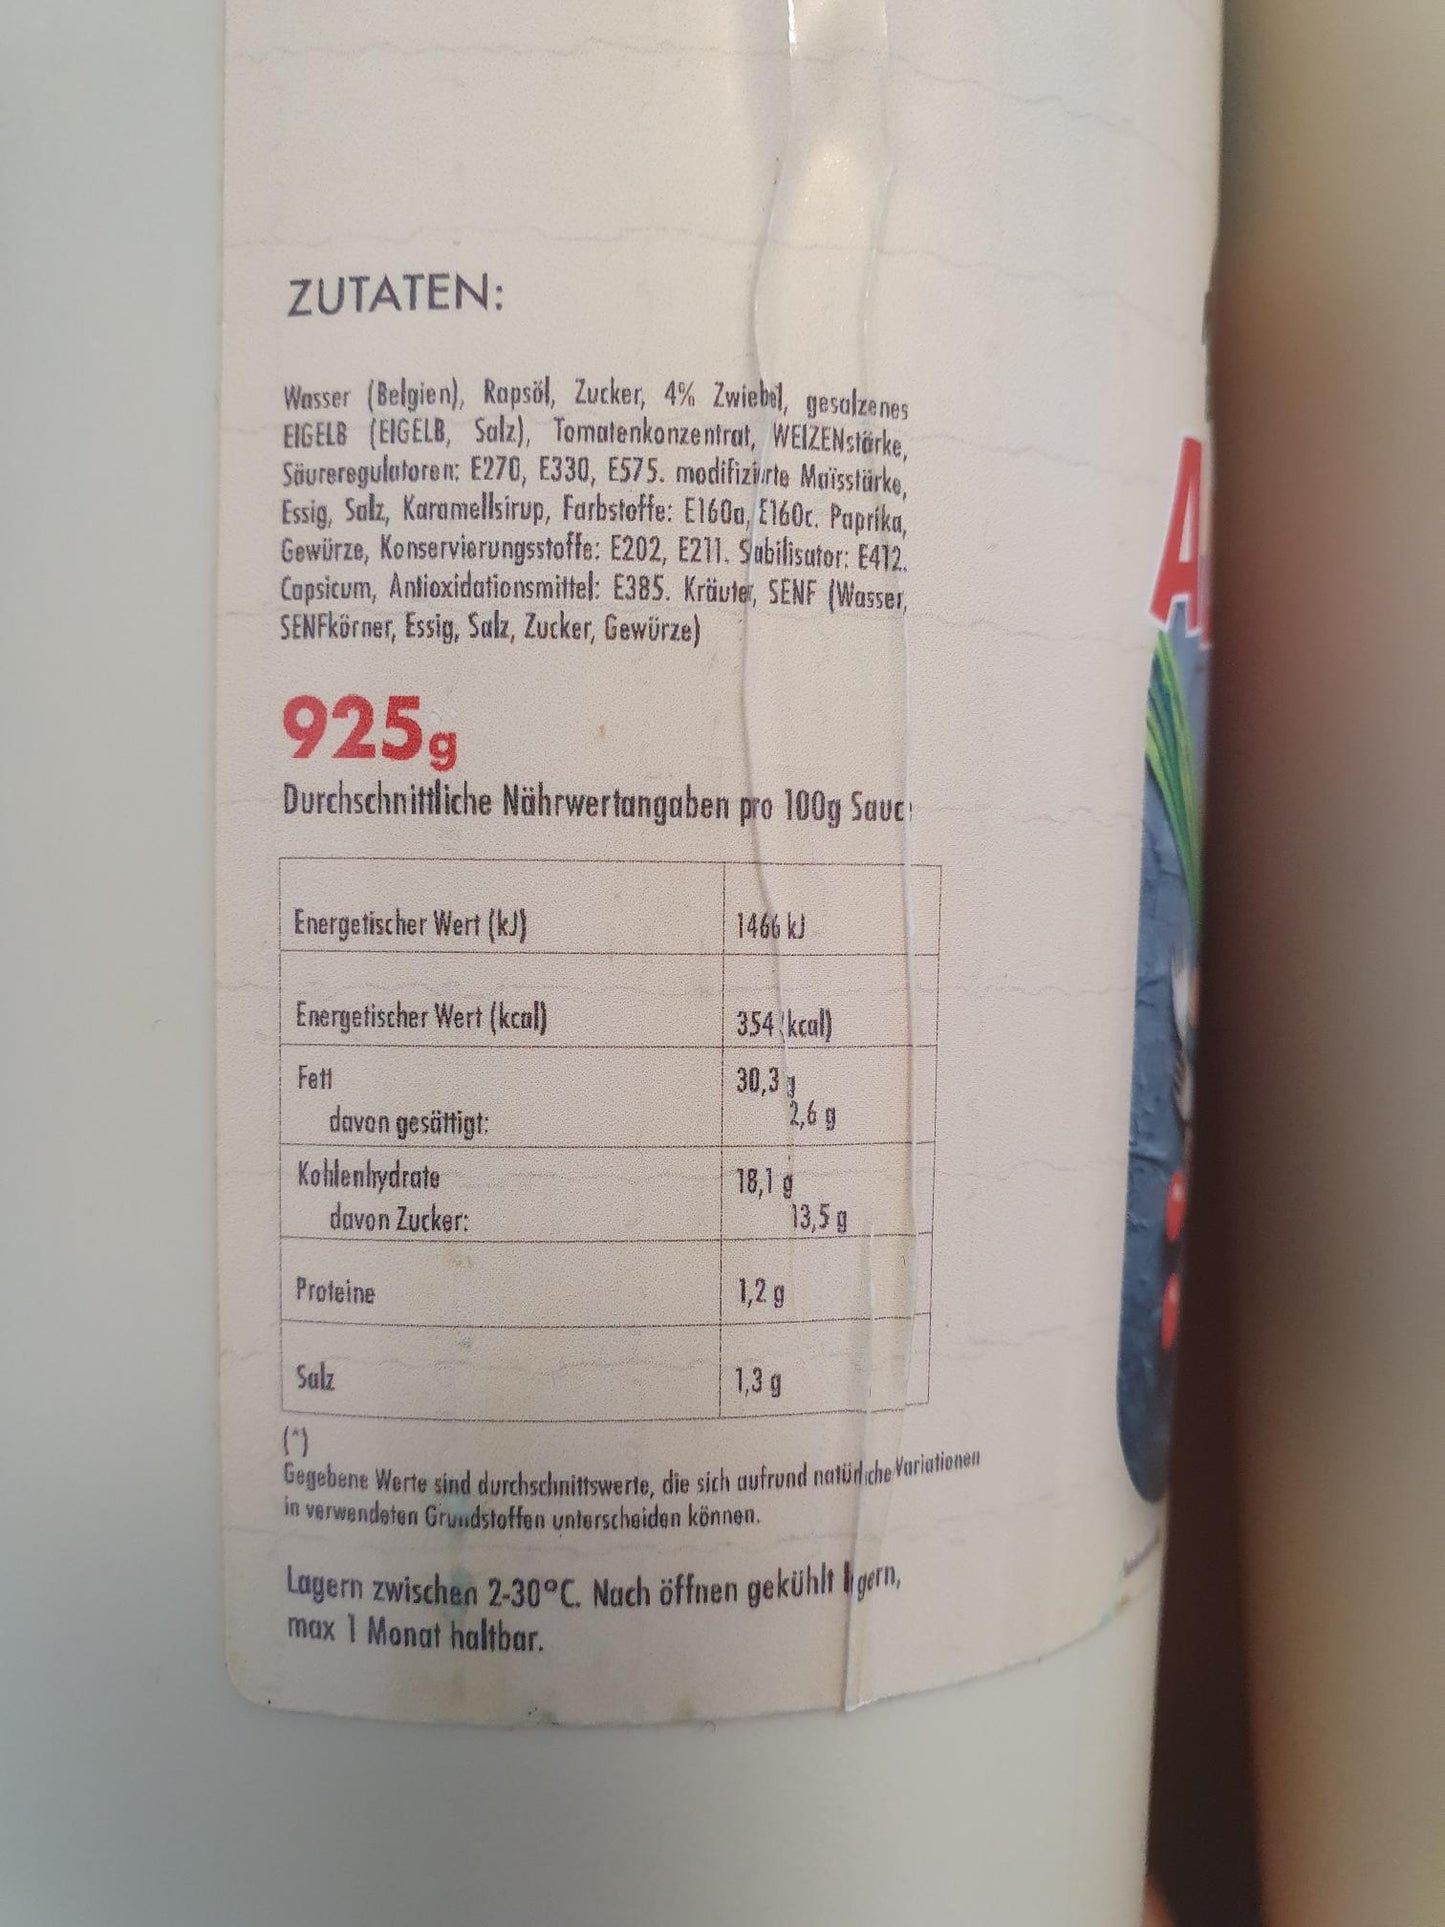 ZUTATEN:
Wasser (Belgien), Rapsöl, Zucker, 4% Zwiebel, gesalzenes
EIGELB (EIGELB, Salz), Tomatenkonzentrat, WEIZENstärke,
Säureregulatoren: E270, E330, E575. modifizierte Maïsstärke,
Essig, Salz, Karamellsirup, Farbstoffe: E160a, E160c. Paprika,
Gewürze, Konservierungsstoffe: E202, E211. Sabilisator: E412.
Capsicum, Antioxidationsmittel: E385. Kräuter, SENF (Wasser,
SENFkörner, Essig, Salz, Zucker, Gewürze)
925g
Durchschnittliche Nährwertangaben pro 100g Sauce
Energetischer Wert (kJ) 1466 kJ
Energetischer Wert (kcal) 354 (kcal)
Fett 30,3 g
davon gesättigt: 2,6 g
Kohlenhydrate 18,1 g
davon Zucker: 13,5 g
Proteine 1,2 g
Salz 1,3 g
(*)
Gegebene Werte sind durchschnittswerte, die sich aufrund natürliche Variationen
in verwendeten Grundstoffen unterscheiden können.
Lagern zwischen 2-30°C. Nach öffnen gekühlt lagern,
max 1 Monat haltbar.